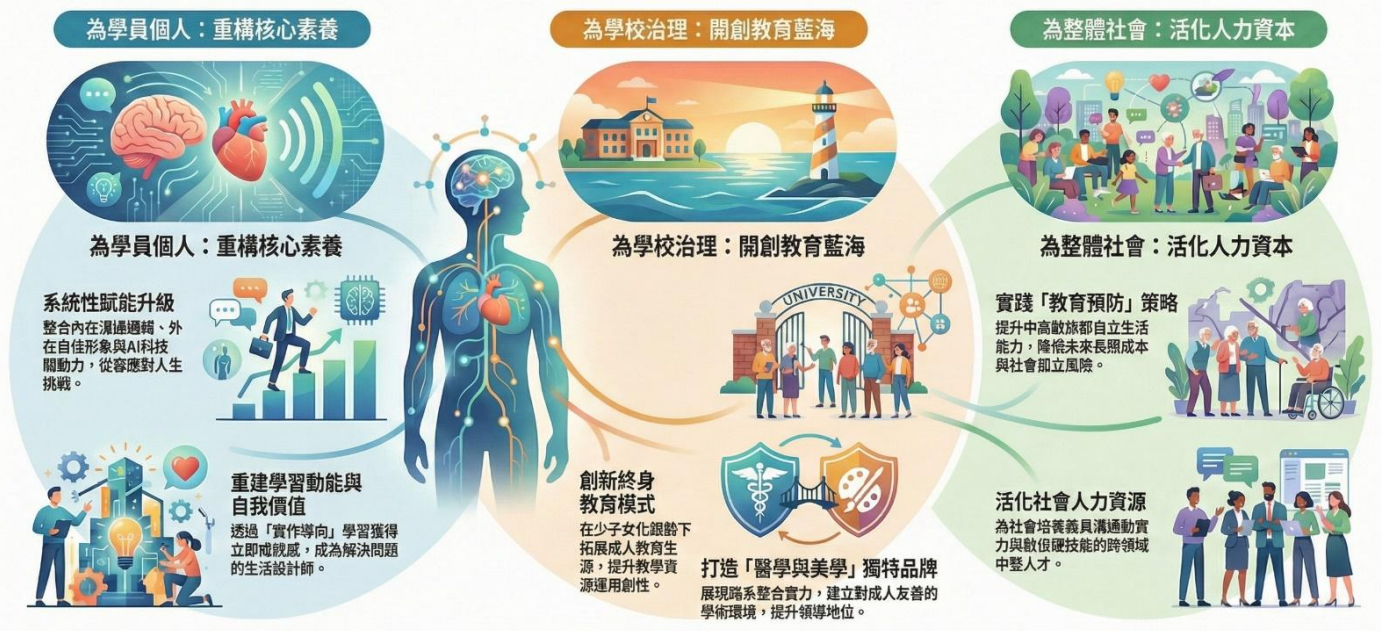 為學員個人：重構核心素養
為學校治理：開創教育藍海
為整體社會：活化人力資本
為學員個人：重構核心素養
系統性賦能升級
整合內在邏輯、外
在自佳形象與AI科技
關動力，從容應對人生
挑戰。
重建學習動能與
自我價值
透過「實作導向」學習獲得
立即成就感，成為解決問題
的生活設計師。
為學校治理：開創教育藍海
UNIVERSITY
創新終身
教育模式
在少子女化下
拓展成人教育生
源，提升教學資
源運用創性。
打造「醫學與美學」獨特品牌
展現路系整合實力，建立對成人友善的
學術環境，提升領導地位。
為整體社會：活化人力資本
實踐「教育預防」策略
提升中高旅都自立生活
能力，未來長照成本
與社會孤立風險。
活化社會人力資源
為社會培養義具溝通動實
力與硬技能的跨領域
中堅人才。